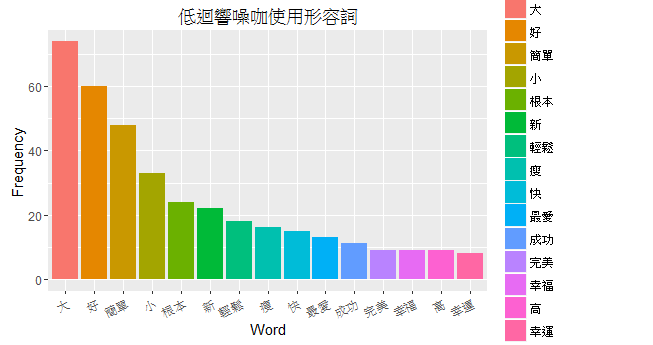 低迴響噪咖使用形容詞
Frequency
60
40
20
0
大
好
簡單
小
根本
新
輕鬆
瘦
快
最愛
成功
完美
幸福
高
幸運
Word
大
好
簡單
小
根本
新
輕鬆
瘦
快
最愛
成功
完美
幸福
高
幸運